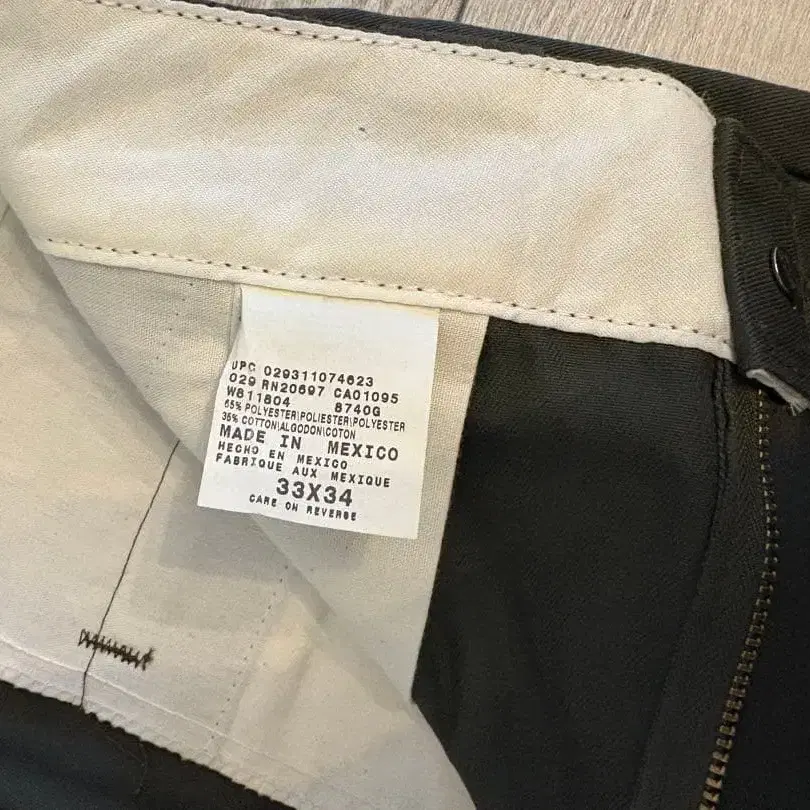 UPC 029311074623
029 RN20697 CA01095
W811804 8740G
65% POLYESTER\POLIESTER\POLYESTER
35% COTTON\ALGODON\COTON
MADE IN MEXICO
HECHO EN MEXICO
FABRIQUE AUX MEXIQUE
33X34
CARE ON REVERSE